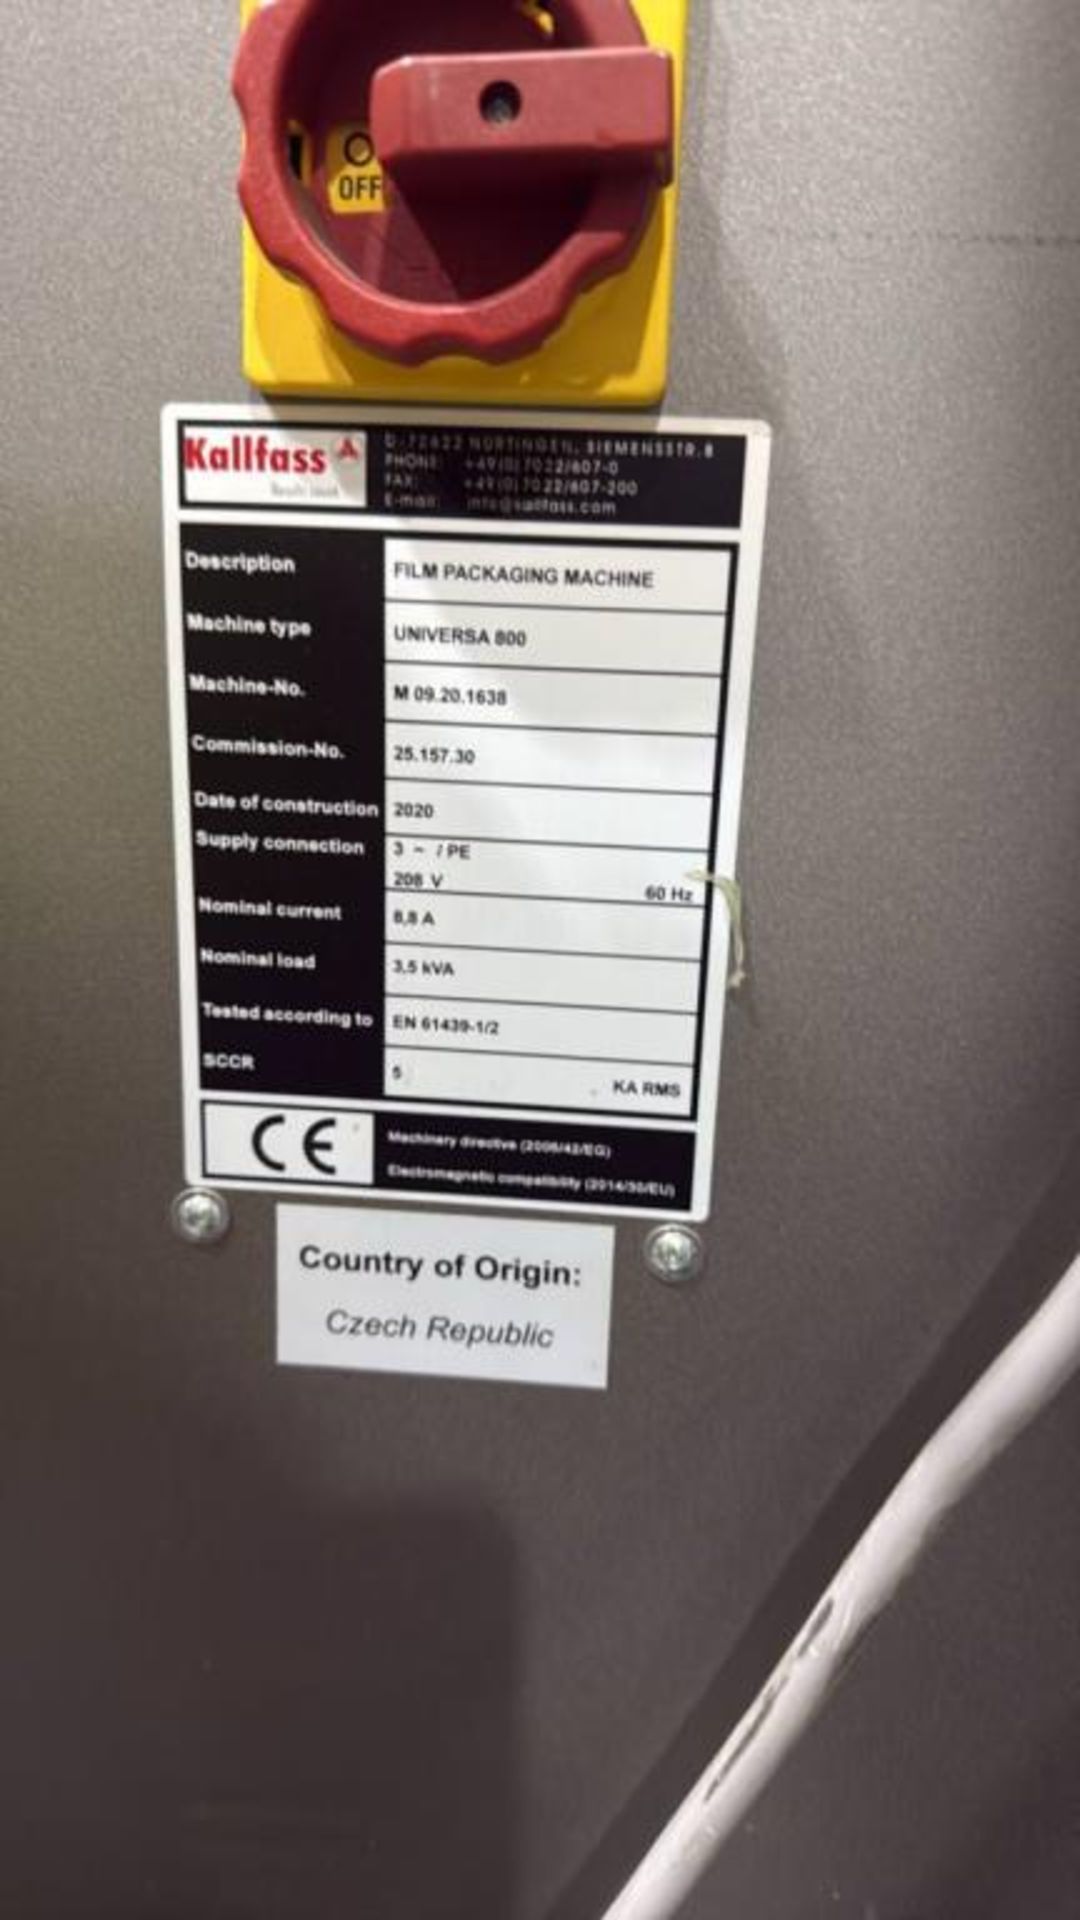 O
OFF
Kallfass
D-72622 NÜRTINGEN, SIEMENSSTR.8
PHONE: +49(0)7022/607-0
FAX: +49(0)7022/607-200
E-mail: info@kallfass.com
Description FILM PACKAGING MACHINE
Machine type UNIVERSA 800
Machine-No. M 09.20.1638
Commission-No. 25.157.30
Date of construction 2020
Supply connection 3 ~ / PE
208 V 60 Hz
Nominal current 8,8 A
Nominal load 3,5 kVA
Tested according to EN 61439-1/2
SCCR 5 KA RMS
CE
Machinery directive (2006/42/EG)
Electromagnetic compatibility (2014/30/EU)
Country of Origin:
Czech Republic